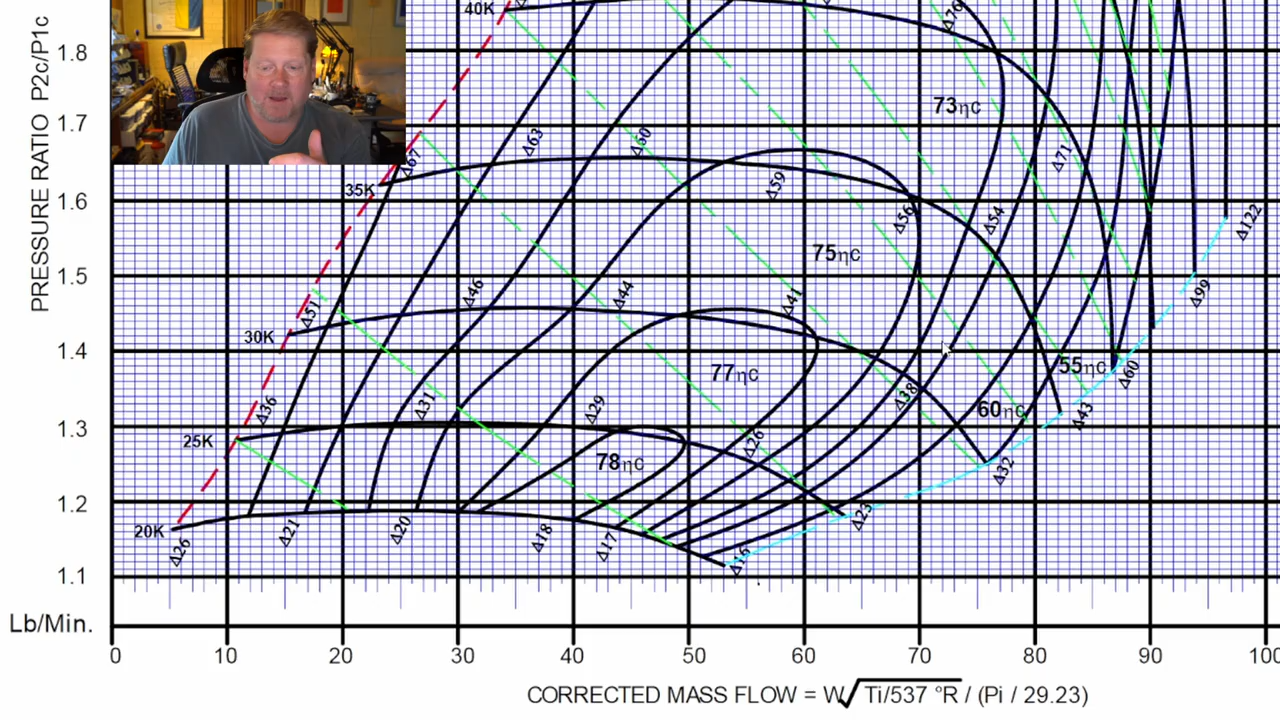 PRESSURE RATIO P2c/P1c
40K
1.8
Δ76
73ηc
1.7
Δ63
Δ60
Δ71
Δ67
35K
Δ59
1.6
Δ56
Δ54
Δ122
75ηc
1.5
Δ46
Δ44
Δ41
Δ99
Δ51
30K
1.4
77ηc
55ηc
Δ60
Δ38
Δ36
Δ31
Δ29
60ηc
Δ43
1.3
25K
Δ26
78ηc
Δ32
1.2
20K
Δ26
Δ21
Δ20
Δ18
Δ17
Δ23
Δ16
1.1
Lb/Min.
0 10 20 30 40 50 60 70 80 90 100
CORRECTED MASS FLOW = W√Ti/537 °R / (Pi / 29.23)